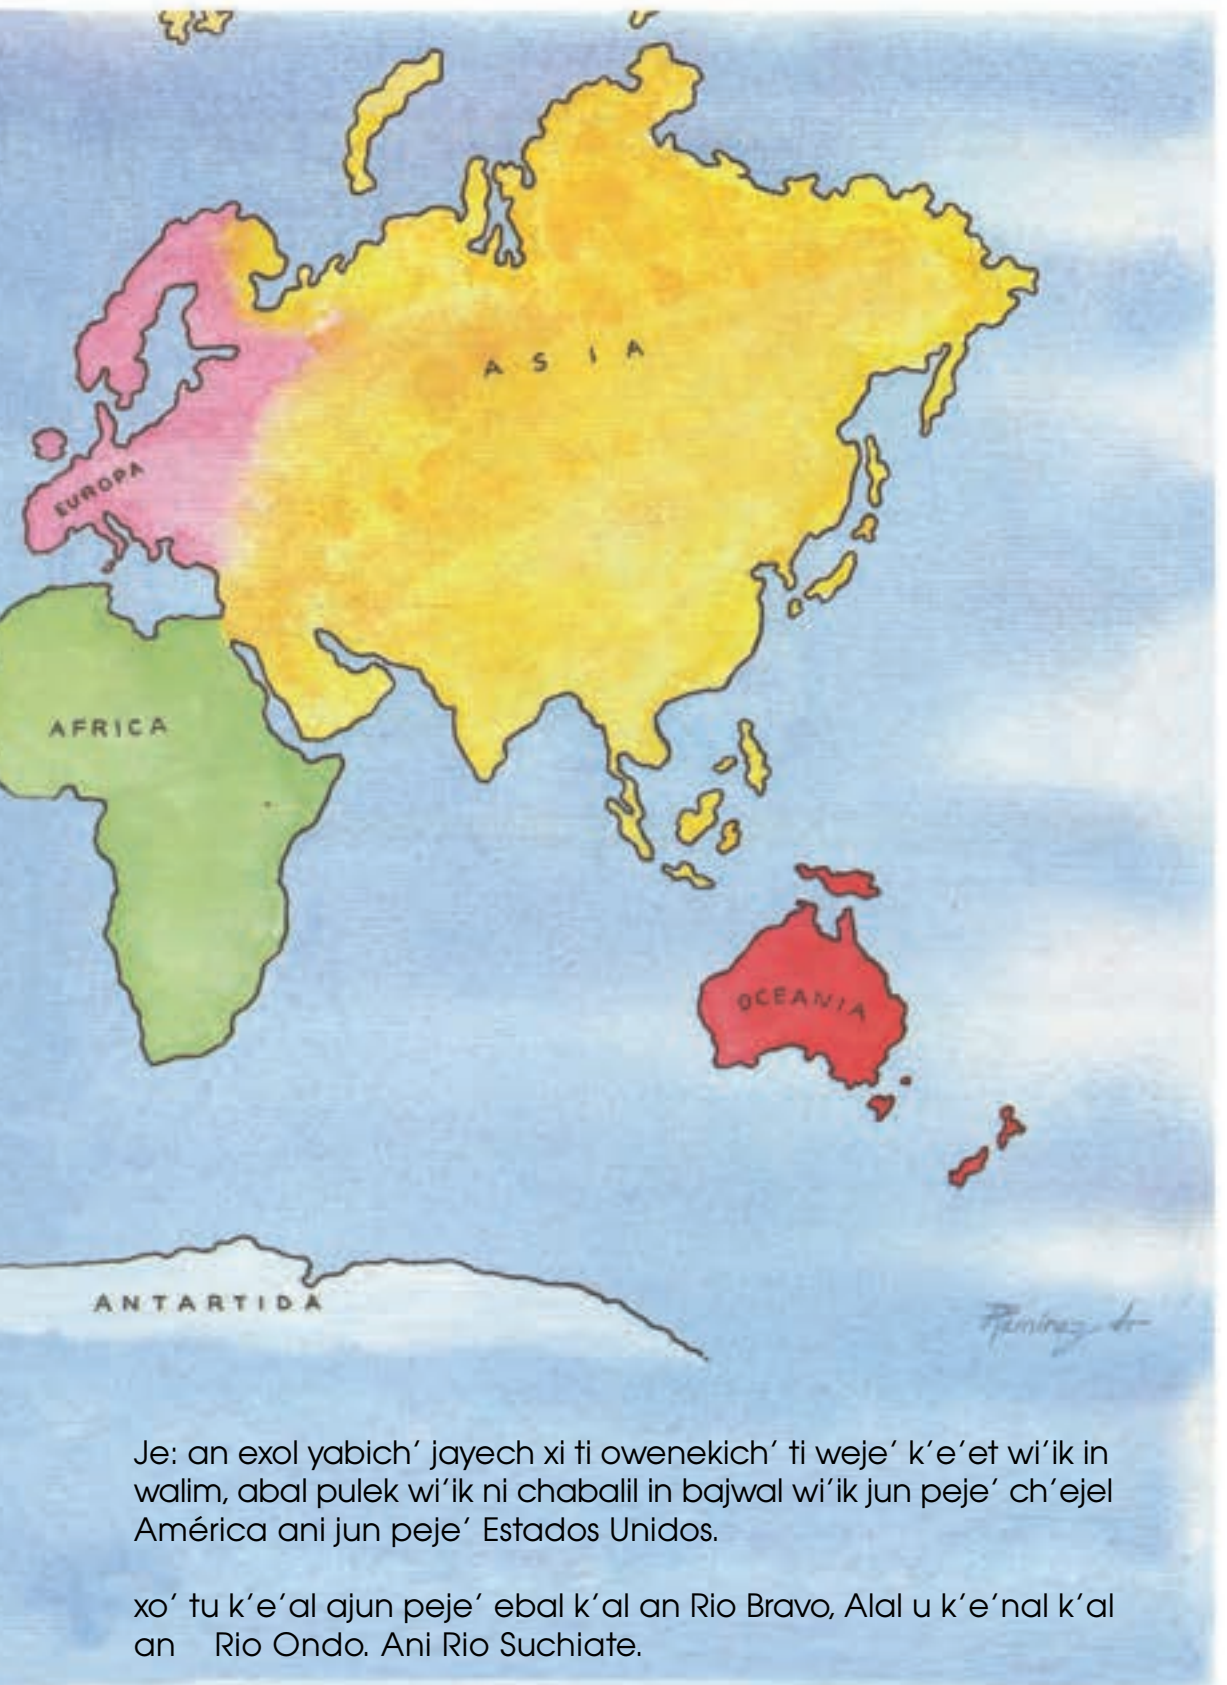 ASIA
EUROPA
AFRICA
OCEANIA
ANTARTIDA
Je: an exol yabich’ jayech xi ti owenekich’ ti weje’ k’e’et wi’ik in
walim, abal pulek wi’ik ni chabalil in bajwal wi’ik jun peje’ ch’ejel
América ani jun peje’ Estados Unidos.
xo’ tu k’e’al ajun peje’ ebal k’al an Rio Bravo, Alal u k’e’nal k’al
an Rio Ondo. Ani Rio Suchiate.